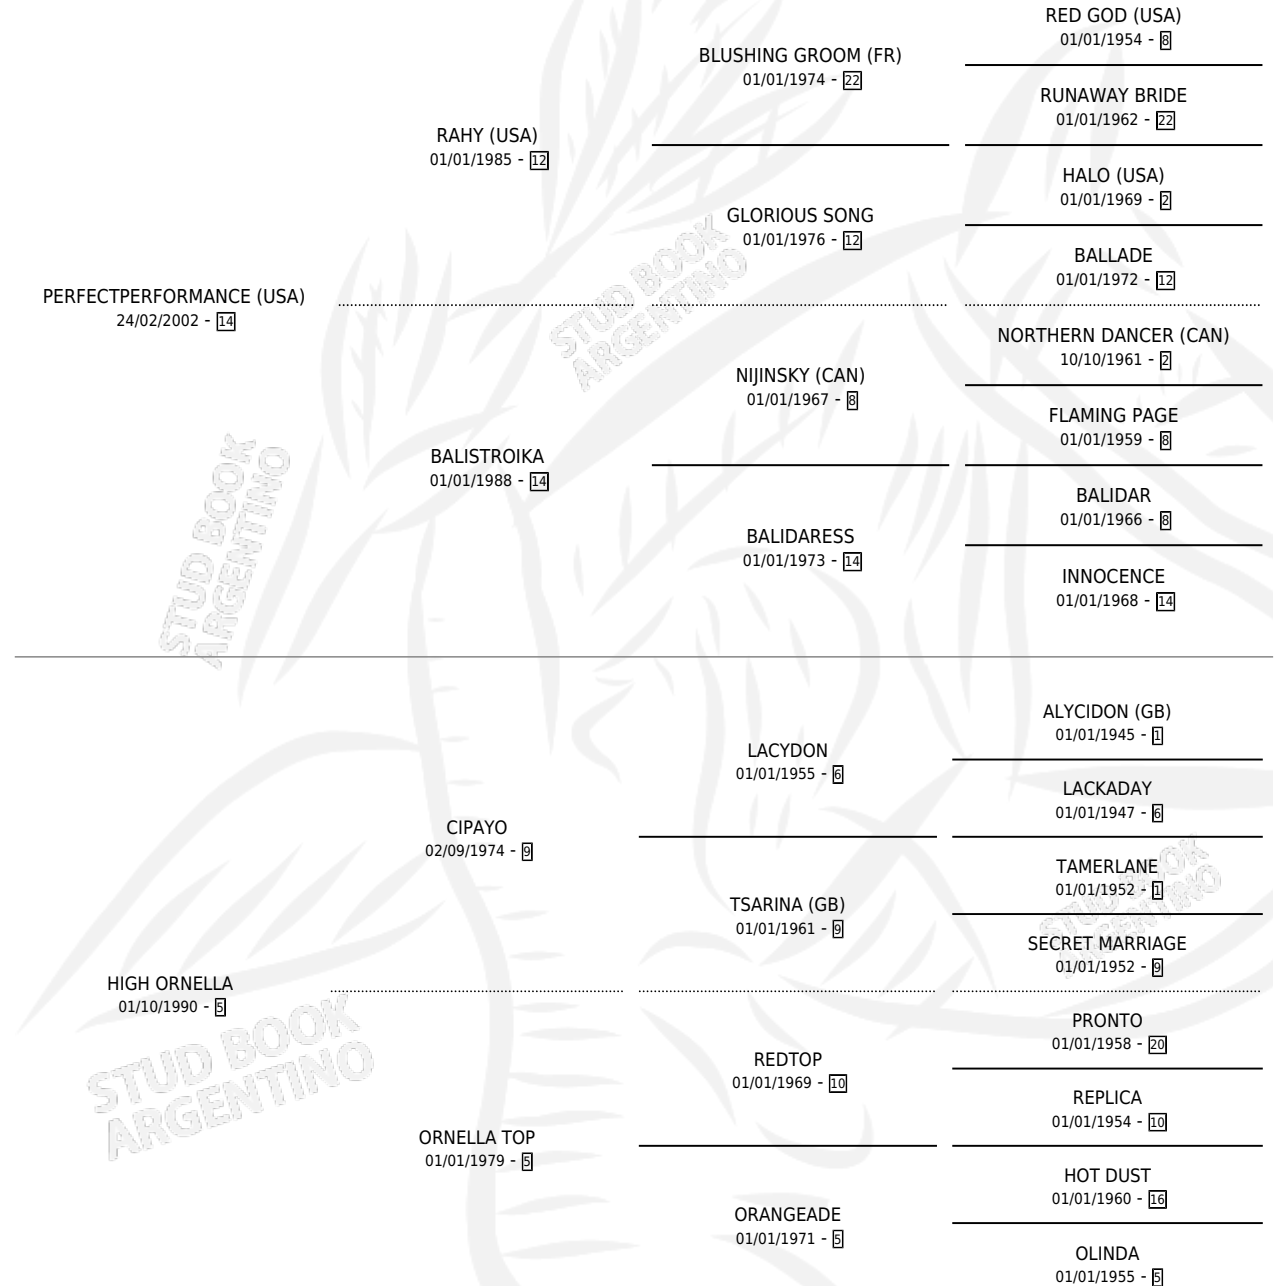 RED GOD (USA)
01/01/1954 - 8
BLUSHING GROOM (FR)
01/01/1974 - 22
RUNAWAY BRIDE
01/01/1962 - 22
RAHY (USA)
01/01/1985 - 12
HALO (USA)
01/01/1969 - 2
GLORIOUS SONG
01/01/1976 - 12
BALLADE
01/01/1972 - 12
PERFECTPERFORMANCE (USA)
24/02/2002 - 14
STUD BOOK
ARGENTINO
NORTHERN DANCER (CAN)
10/10/1961 - 2
NIJINSKY (CAN)
01/01/1967 - 8
FLAMING PAGE
01/01/1959 - 8
BALISTROIKA
01/01/1988 - 14
BALIDAR
01/01/1966 - 8
BALIDARESS
01/01/1973 - 14
INNOCENCE
01/01/1968 - 14
STUD BOOK
ARGENTINO
ALYCIDON (GB)
01/01/1945 - 1
LACYDON
01/01/1955 - 6
LACKADAY
01/01/1947 - 6
CIPAYO
02/09/1974 - 9
TAMERLANE
01/01/1952 - 1
TSARINA (GB)
01/01/1961 - 9
SECRET MARRIAGE
01/01/1952 - 9
STUD BOOK
ARGENTINO
HIGH ORNELLA
01/10/1990 - 5
PRONTO
01/01/1958 - 20
REDTOP
01/01/1969 - 10
REPLICA
01/01/1954 - 10
STUD BOOK
ARGENTINO
ORNELLA TOP
01/01/1979 - 5
HOT DUST
01/01/1960 - 16
ORANGEADE
01/01/1971 - 5
OLINDA
01/01/1955 - 5